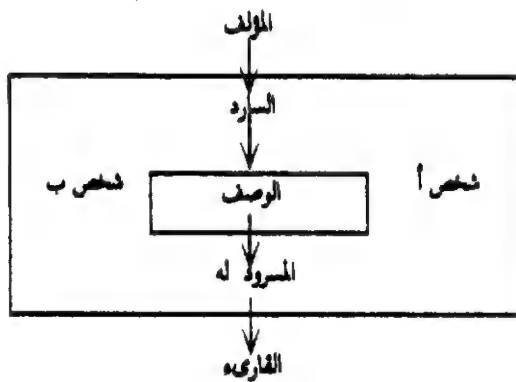 المؤلف
السارد
شخص أ
شخص ب
الوصف
المسرود له
القارىء